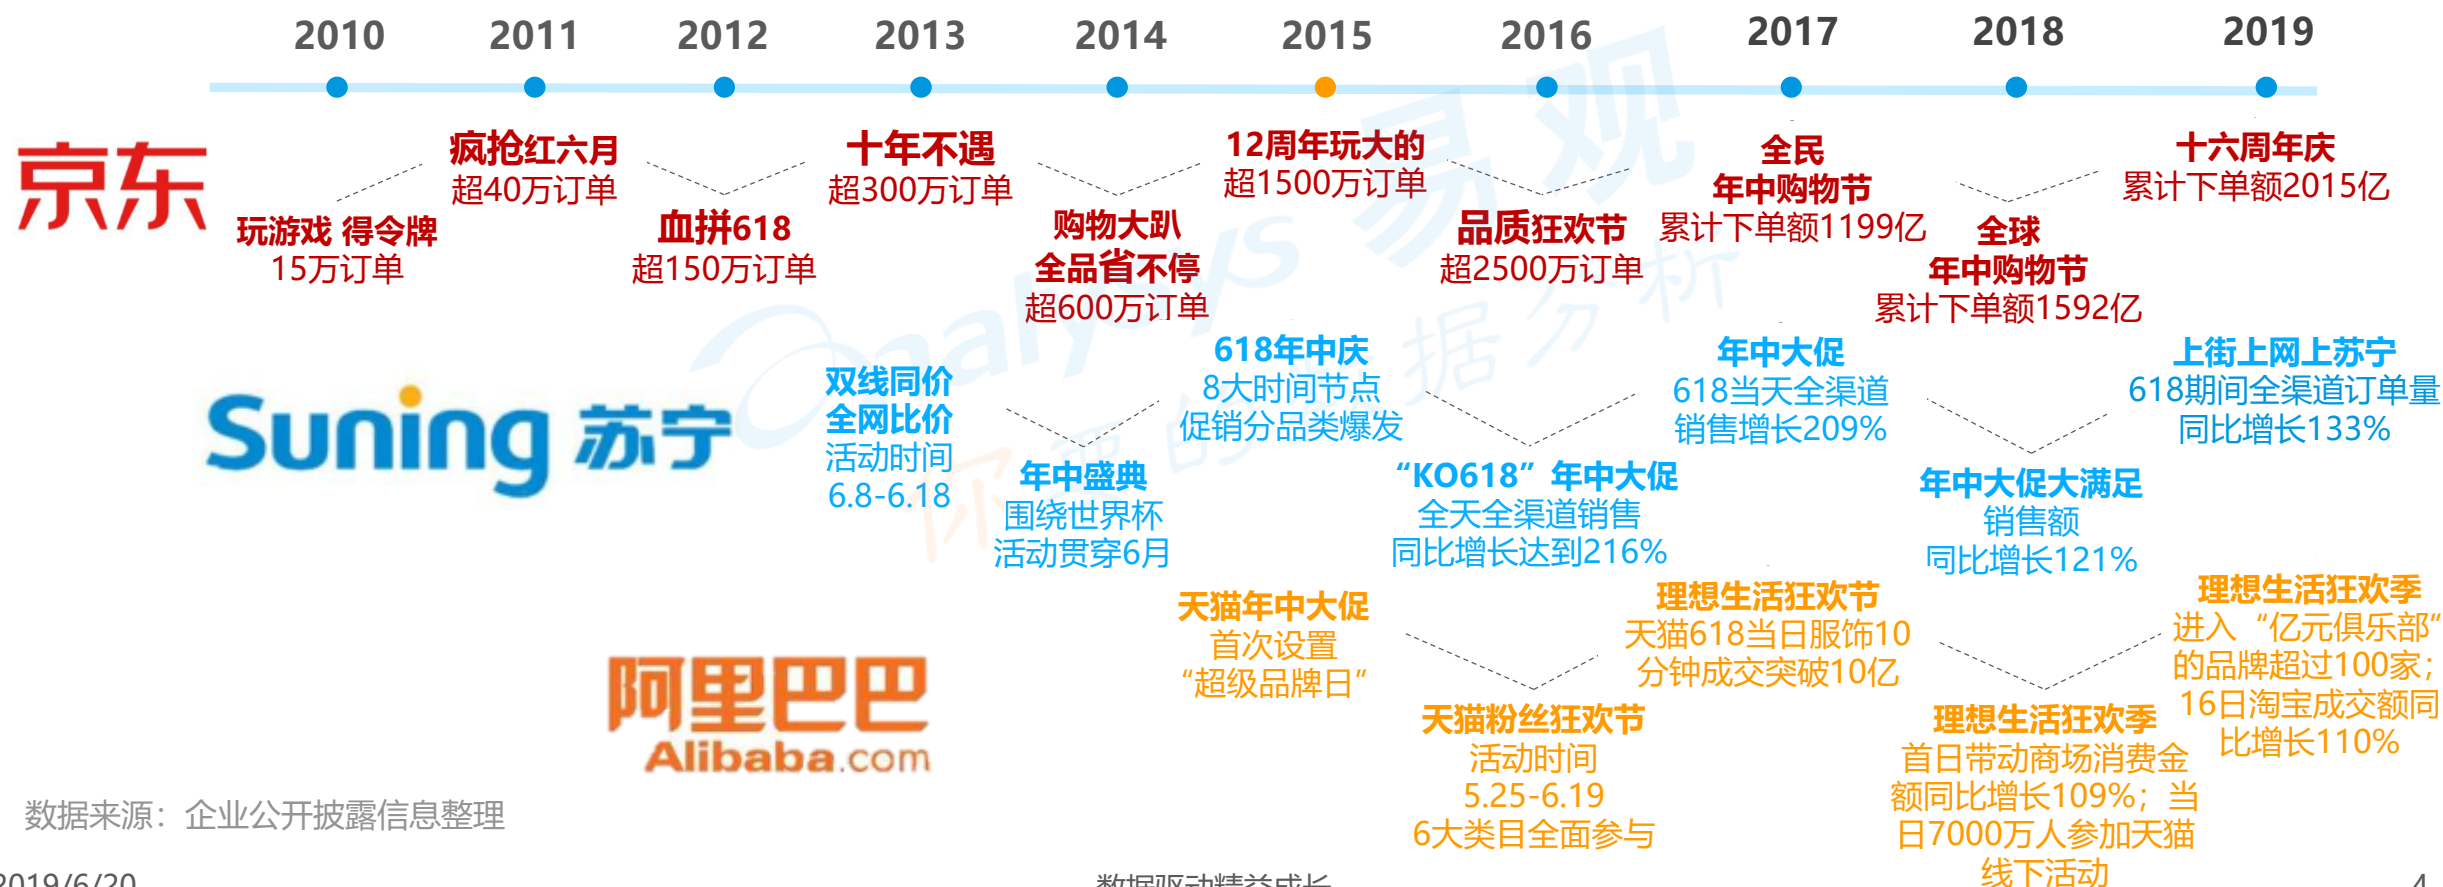 2010 2011 2012 2013 2014 2015 2016 2017 2018 2019
京东
玩游戏 得令牌
15万订单
疯抢红六月
超40万订单
血拼618
超150万订单
十年不遇
超300万订单
购物大趴
全品省不停
超600万订单
12周年玩大的
超1500万订单
品质狂欢节
超2500万订单
全民
年中购物节
累计下单额1199亿
全球
年中购物节
累计下单额1592亿
十六周年庆
累计下单额2015亿
Suning 苏宁
双线同价
全网比价
活动时间
6.8-6.18
年中盛典
围绕世界杯
活动贯穿6月
618年中庆
8大时间节点
促销分品类爆发
“KO618”年中大促
全天全渠道销售
同比增长达到216%
年中大促
618当天全渠道
销售增长209%
年中大促大满足
销售额
同比增长121%
上街上网上苏宁
618期间全渠道订单量
同比增长133%
阿里巴巴
Alibaba.com
天猫年中大促
首次设置
“超级品牌日”
天猫粉丝狂欢节
活动时间
5.25-6.19
6大类目全面参与
理想生活狂欢节
天猫618当日服饰10
分钟成交突破10亿
理想生活狂欢季
首日带动商场消费金
额同比增长109%；当
日7000万人参加天猫
线下活动
理想生活狂欢季
进入“亿元俱乐部”
的品牌超过100家；
16日淘宝成交额同
比增长110%
Analysys 易观
你要的数据分析
数据来源：企业公开披露信息整理
2019/6/20
数据驱动精益成长
4